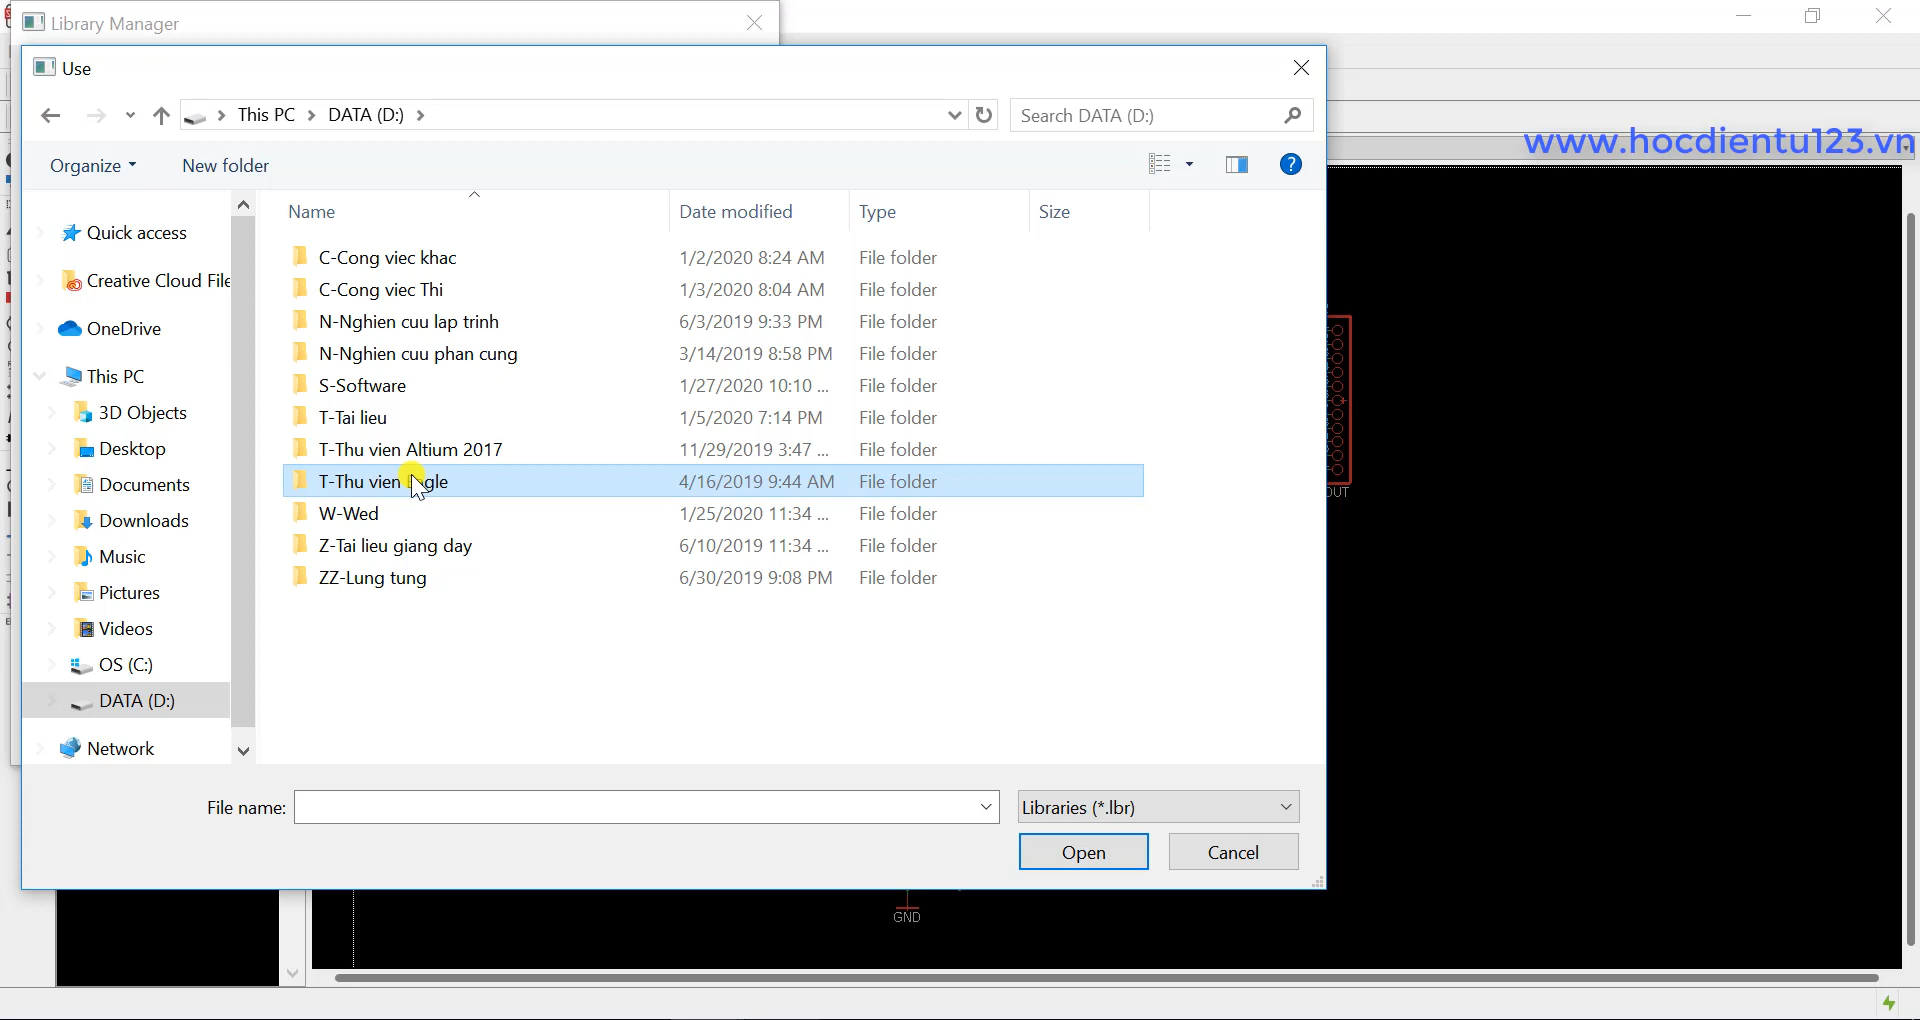 Library Manager
Use
This PC
DATA (D:)
Search DATA (D:)
www.hocdientu123.vn
Organize
New folder
Name
Date modified
Type
Size
Quick access
Creative Cloud File
OneDrive
This PC
3D Objects
Desktop
Documents
Downloads
Music
Pictures
Videos
OS (C:)
DATA (D:)
Network
C-Cong viec khac 1/2/2020 8:24 AM File folder
C-Cong viec Thi 1/3/2020 8:04 AM File folder
N-Nghien cuu lap trinh 6/3/2019 9:33 PM File folder
N-Nghien cuu phan cung 3/14/2019 8:58 PM File folder
S-Software 1/27/2020 10:10 ... File folder
T-Tai lieu 1/5/2020 7:14 PM File folder
T-Thu vien Altium 2017 11/29/2019 3:47 ... File folder
T-Thu vien 4/16/2019 9:44 AM File folder
W-Wed 1/25/2020 11:34 ... File folder
Z-Tai lieu giang day 6/10/2019 11:34 ... File folder
ZZ-Lung tung 6/30/2019 9:08 PM File folder
File name:
Libraries (*.lbr)
Open
Cancel
GND